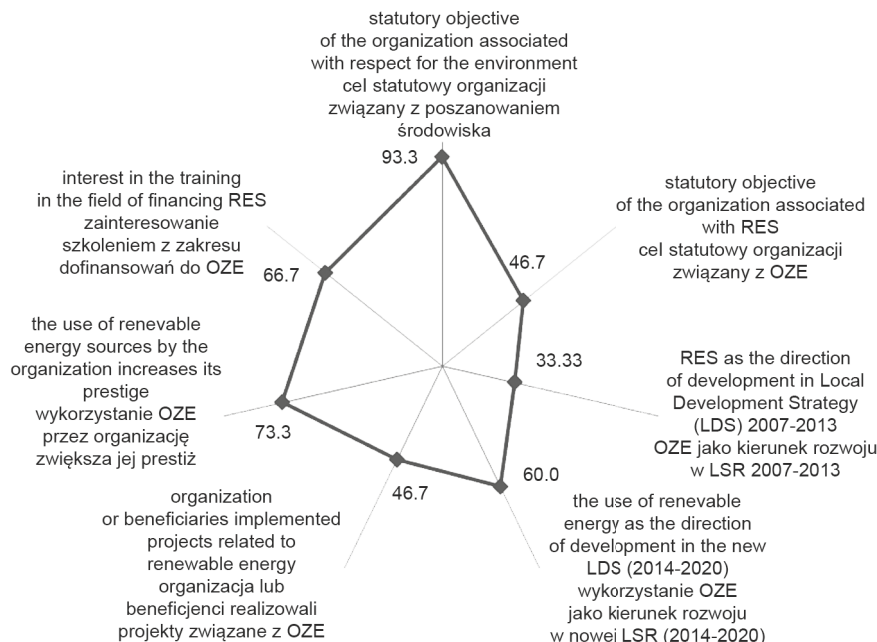 statutory objective
of the organization associated
with respect for the environment
cel statutowy organizacji
związany z poszanowaniem
środowiska
93.3
statutory objective
of the organization associated
with RES
cel statutowy organizacji
związany z OZE
46.7
RES as the direction
of development in Local
Development Strategy
(LDS) 2007-2013
OZE jako kierunek rozwoju
w LSR 2007-2013
33.33
the use of renevable
energy as the direction
of development in the new
LDS (2014-2020)
wykorzystanie OZE
jako kierunek rozwoju
w nowej LSR (2014-2020)
60.0
organization
or beneficiaries implemented
projects related to
renewable energy
organizacja lub
beneficjenci realizowali
projekty związane z OZE
46.7
the use of renevable
energy sources by the
organization increases its
prestige
wykorzystanie OZE
przez organizację
zwiększa jej prestiż
73.3
interest in the training
in the field of financing RES
zainteresowanie
szkoleniem z zakresu
dofinansowań do OZE
66.7